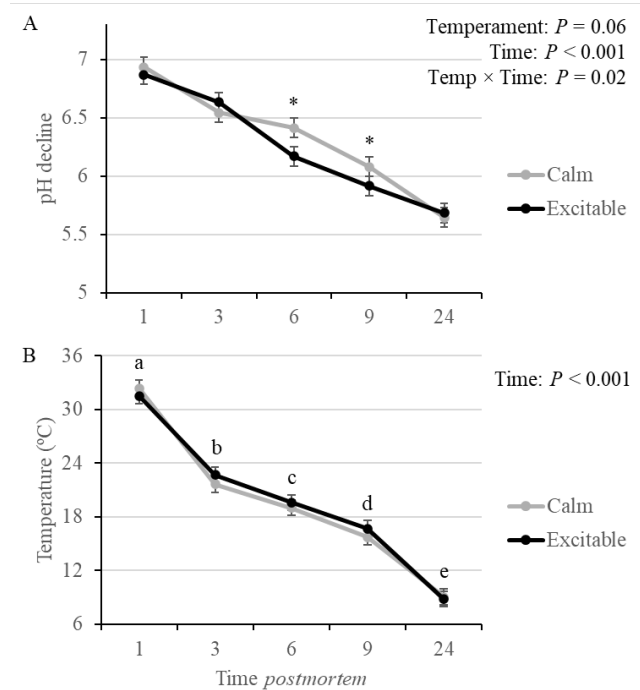 A
Temperament: P = 0.06
Time: P < 0.001
Temp × Time: P = 0.02
7
6.5
6
5.5
5
pH decline
*
*
Calm
Excitable
1 3 6 9 24
B
Time: P < 0.001
36
30
24
18
12
6
Temperature (ºC)
a
b
c
d
e
Calm
Excitable
1 3 6 9 24
Time postmortem